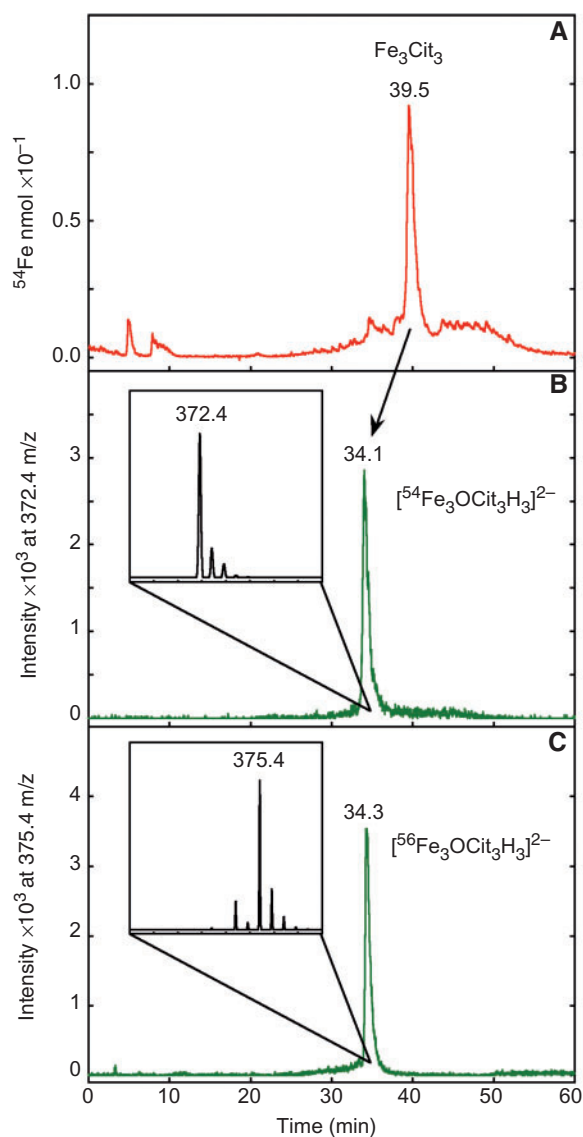 A
Fe₃Cit₃
39.5
1.0
0.5
0.0
⁵⁴Fe nmol ×10⁻¹
B
372.4
34.1
[⁵⁴Fe₃OCit₃H₃]²⁻
3
2
1
0
Intensity ×10³ at 372.4 m/z
C
375.4
34.3
[⁵⁶Fe₃OCit₃H₃]²⁻
4
3
2
1
0
Intensity ×10³ at 375.4 m/z
0 10 20 30 40 50 60
Time (min)